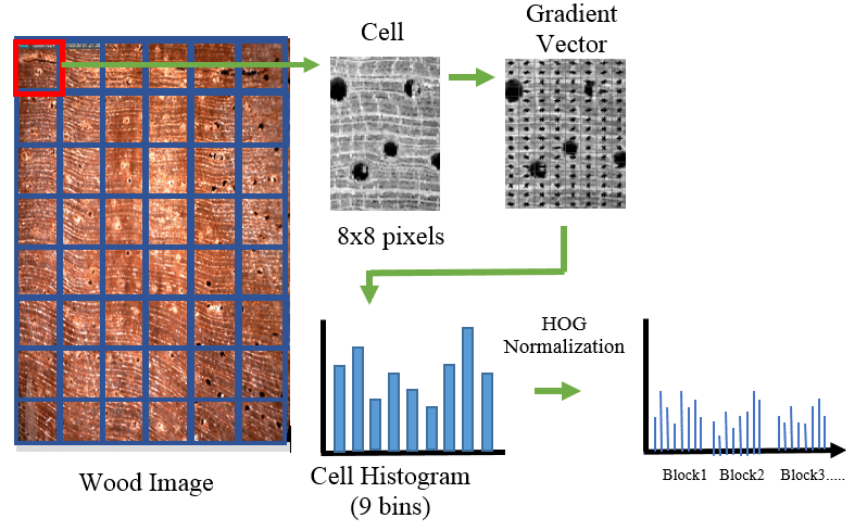 Cell
Gradient
Vector
8x8 pixels
HOG
Normalization
Wood Image
Cell Histogram
(9 bins)
Block1
Block2
Block3.....